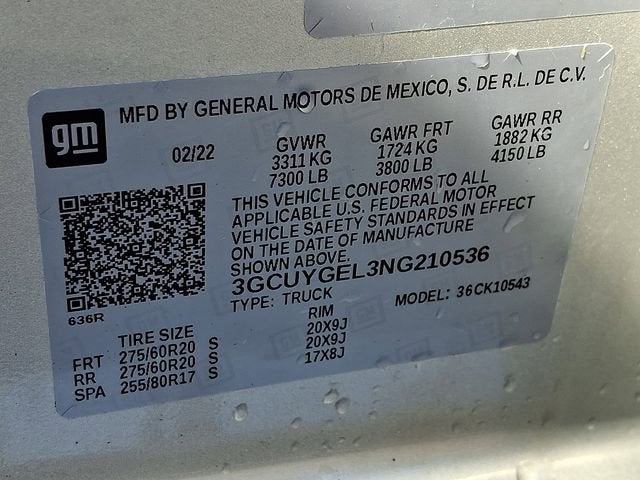 gm
MFD BY GENERAL MOTORS DE MEXICO, S. DE R.L. DE C.V.
02/22 GVWR GAWR FRT GAWR RR
3311 KG 1724 KG 1882 KG
7300 LB 3800 LB 4150 LB
THIS VEHICLE CONFORMS TO ALL
APPLICABLE U.S. FEDERAL MOTOR
VEHICLE SAFETY STANDARDS IN EFFECT
ON THE DATE OF MANUFACTURE
SHOWN ABOVE.
3GCUYGEL3NG210536
TYPE: TRUCK MODEL: 36CK10543
636R
TIRE SIZE RIM
FRT 275/60R20 S 20X9J
RR 275/60R20 S 20X9J
SPA 255/80R17 S 17X8J